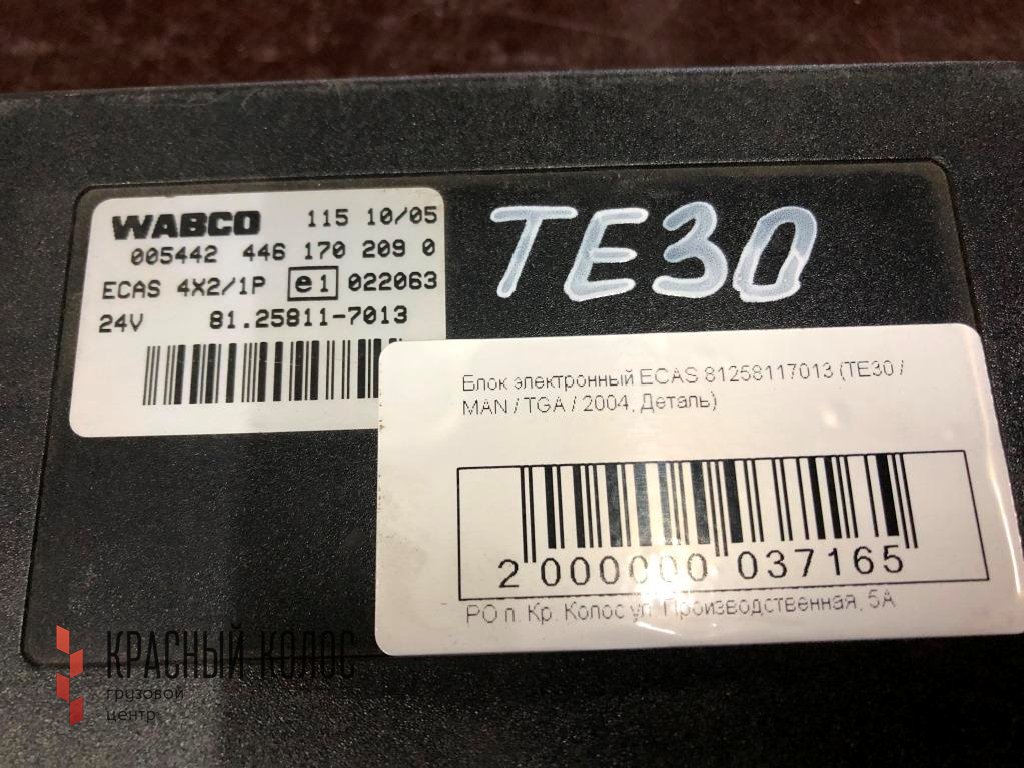 WABCO 115 10/05
005442 446 170 209 0
ECAS 4X2/1P e1 022063
24V 81.25811-7013
TE30
Блок электронный ECAS 81258117013 (TE30 /
MAN / TGA / 2004, Деталь)
2 000000 037165
РО п. Кр. Колос ул. Производственная, 5А
КРАСНЫЙ КОЛОС
грузовой
центр